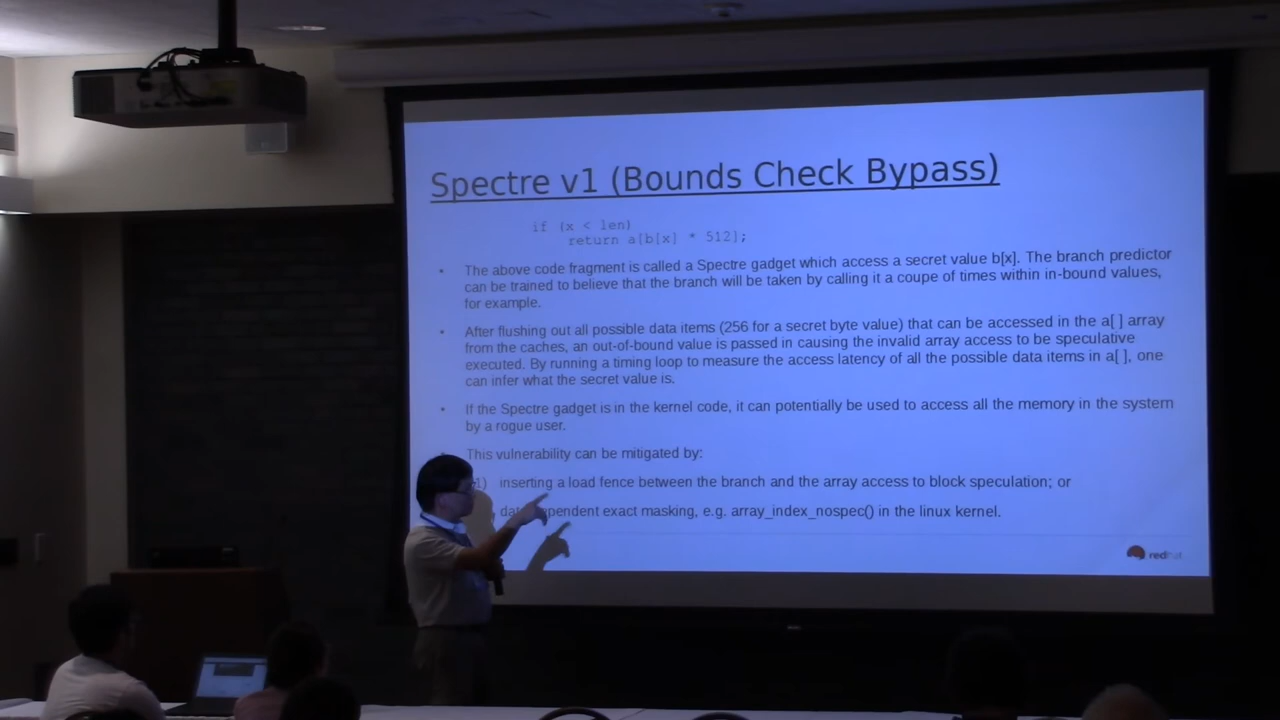 Spectre v1 (Bounds Check Bypass)
if (x < len)
return a[b[x] * 512];
• The above code fragment is called a Spectre gadget which access a secret value b[x]. The branch predictor
can be trained to believe that the branch will be taken by calling it a coupe of times within in-bound values,
for example.
• After flushing out all possible data items (256 for a secret byte value) that can be accessed in the a[ ] array
from the caches, an out-of-bound value is passed in causing the invalid array access to be speculative
executed. By running a timing loop to measure the access latency of all the possible data items in a[ ], one
can infer what the secret value is.
• If the Spectre gadget is in the kernel code, it can potentially be used to access all the memory in the system
by a rogue user.
This vulnerability can be mitigated by:
1) inserting a load fence between the branch and the array access to block speculation; or
exact masking, e.g. array_index_nospec() in the linux kernel.
redhat